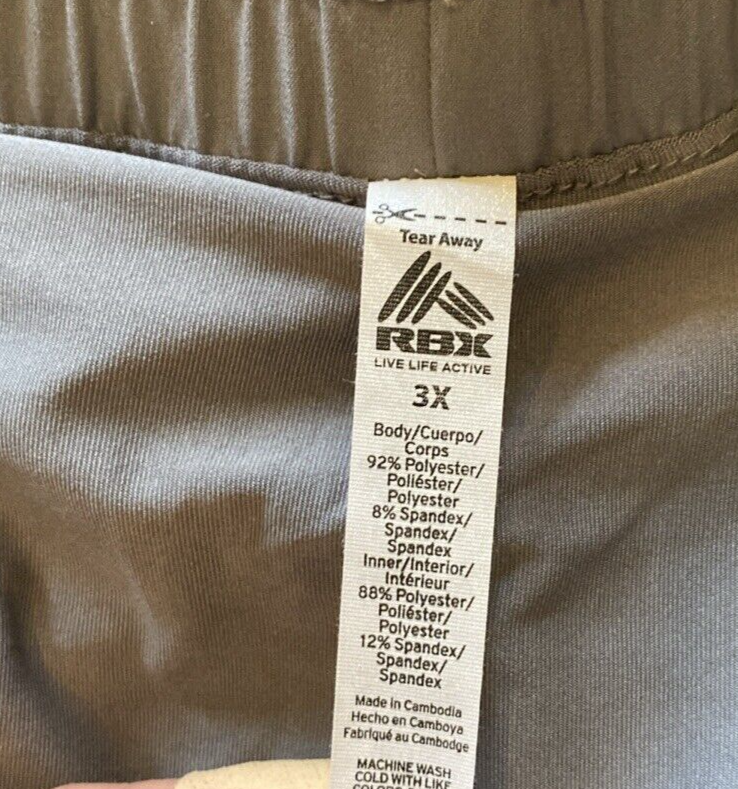 Tear Away
RBX
LIVE LIFE ACTIVE
3X
Body/Cuerpo/
Corps
92% Polyester/
Poliéster/
Polyester
8% Spandex/
Spandex/
Spandex
Inner/Interior/
Intérieur
88% Polyester/
Poliéster/
Polyester
12% Spandex/
Spandex/
Spandex
Made in Cambodia
Hecho en Camboya
Fabriqué au Cambodge
MACHINE WASH
COLD WITH LIKE